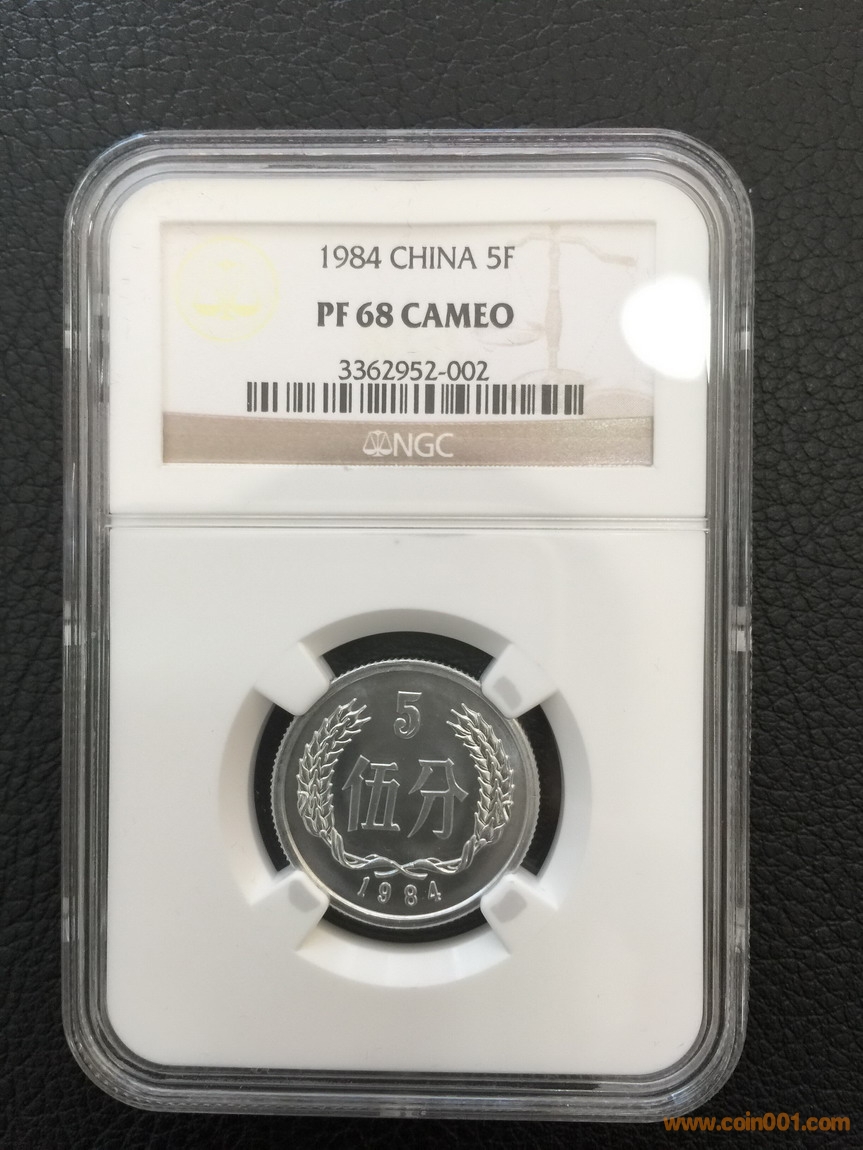 1984 CHINA 5F
PF 68 CAMEO
3362952-002
NGC
5
伍分
1984
www.coin001.com